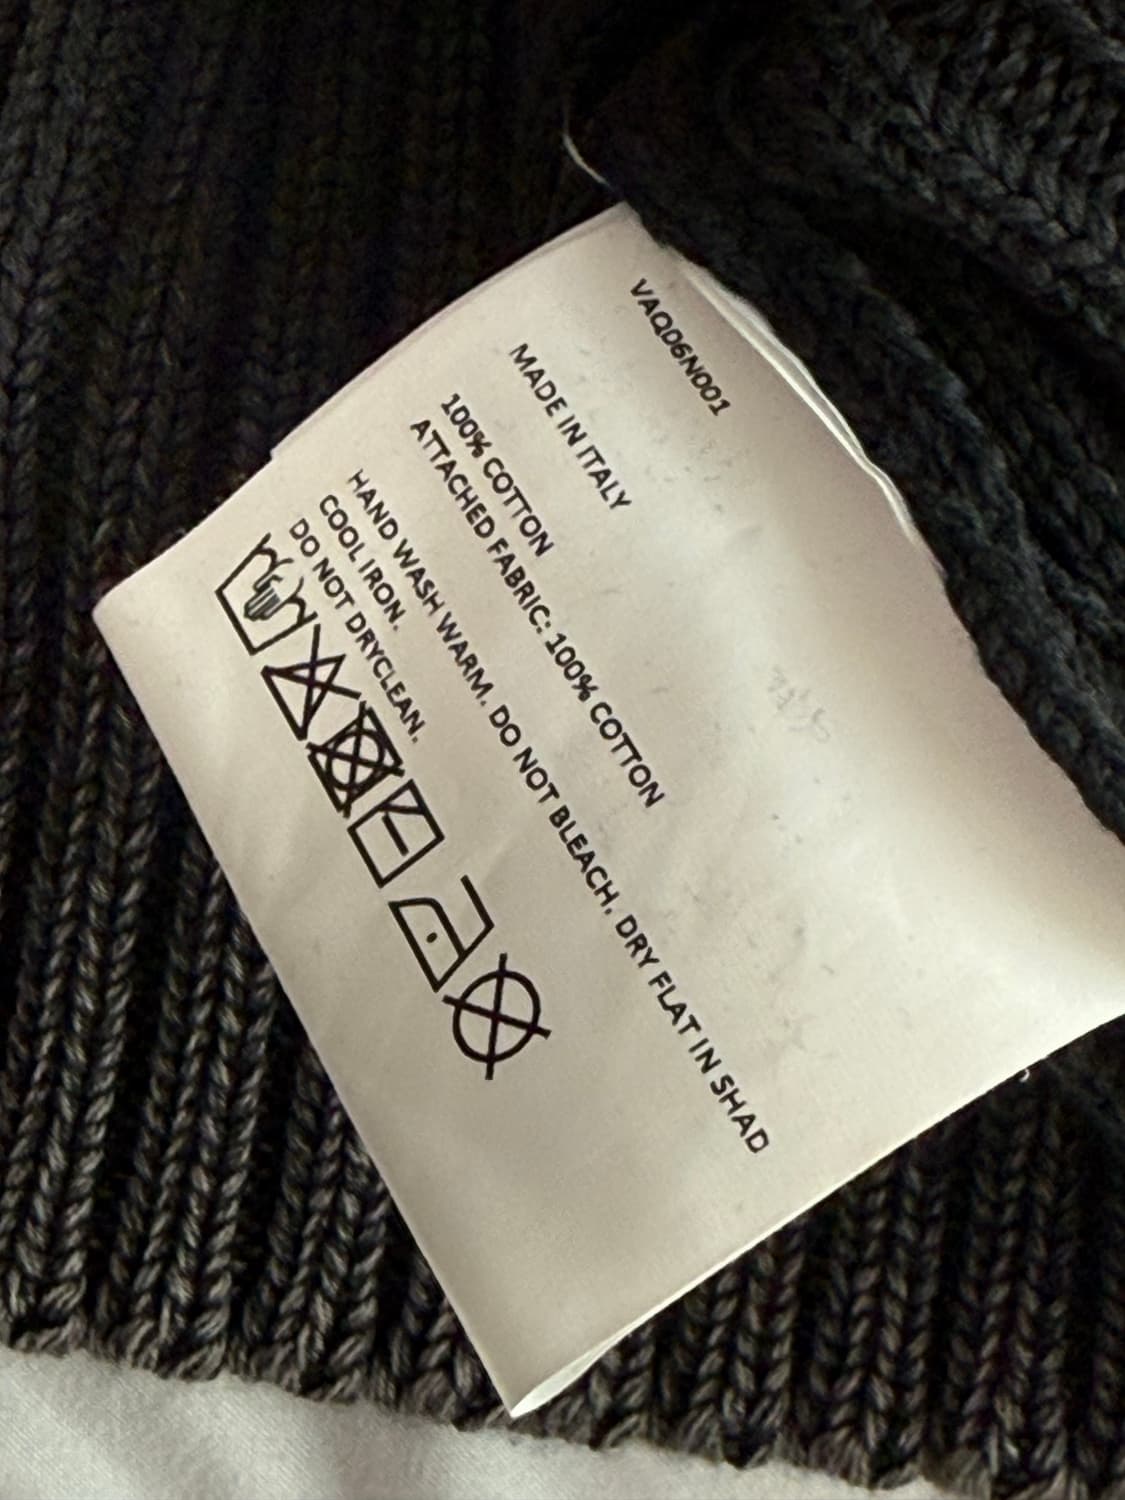 VAQ06N001
MADE IN ITALY
100% COTTON
ATTACHED FABRIC: 100% COTTON
HAND WASH WARM. DO NOT BLEACH. DRY FLAT IN SHAD
COOL IRON.
DO NOT DRYCLEAN.